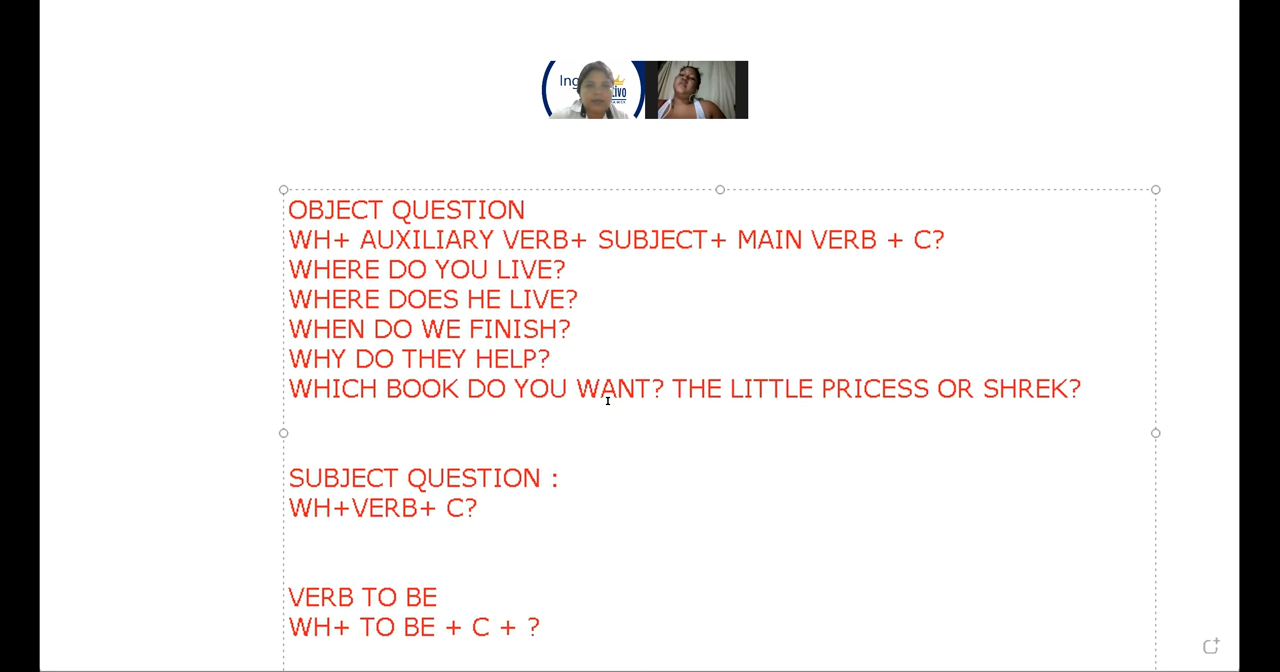 Ing
OBJECT QUESTION
WH+ AUXILIARY VERB+ SUBJECT+ MAIN VERB + C?
WHERE DO YOU LIVE?
WHERE DOES HE LIVE?
WHEN DO WE FINISH?
WHY DO THEY HELP?
WHICH BOOK DO YOU WANT? THE LITTLE PRICESS OR SHREK?
SUBJECT QUESTION :
WH+VERB+ C?
VERB TO BE
WH+ TO BE + C + ?